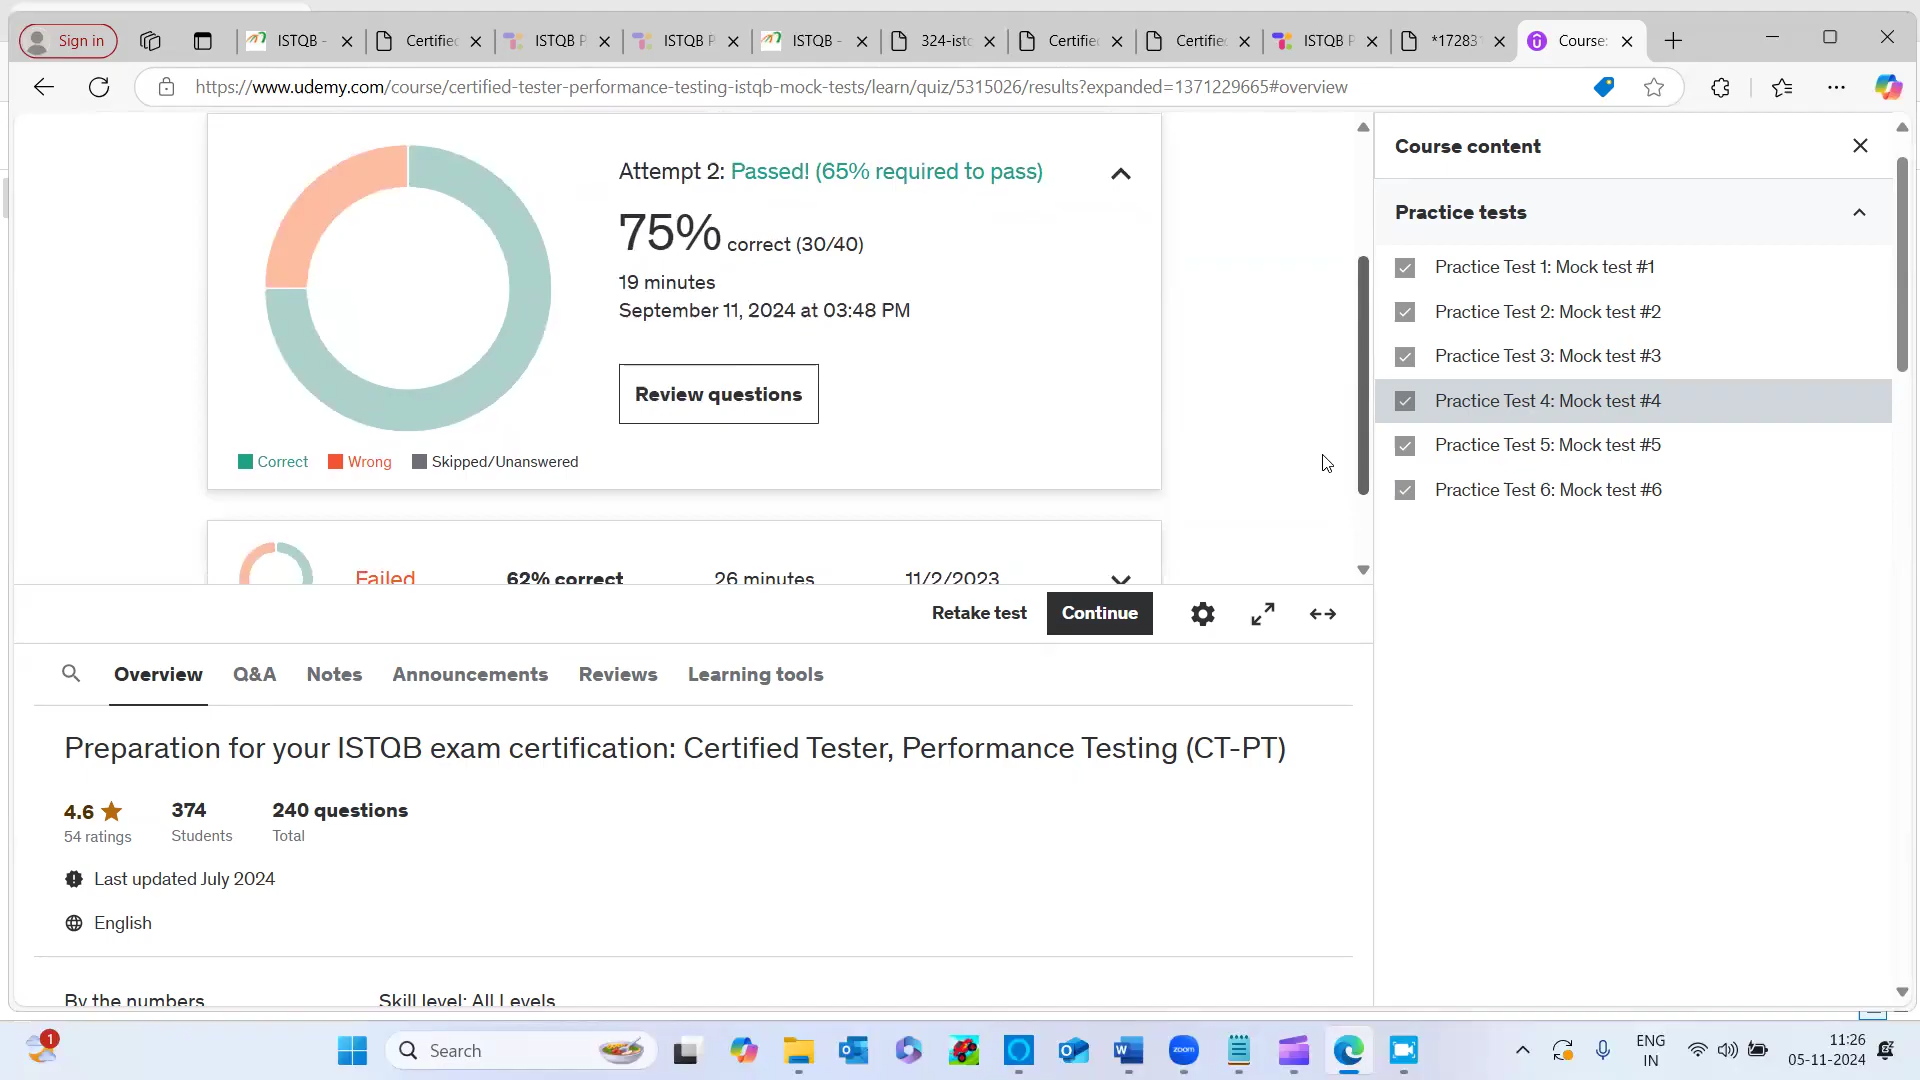 Sign in
ISTQB -
Certifie
ISTQB P
ISTQB P
ISTQB -
324-isto
Certifie
Certifie
ISTQB P
*17283
Course:
https://www.udemy.com/course/certified-tester-performance-testing-istqb-mock-tests/learn/quiz/5315026/results?expanded=1371229665#overview
Attempt 2: Passed! (65% required to pass)
75% correct (30/40)
19 minutes
September 11, 2024 at 03:48 PM
Review questions
Correct Wrong Skipped/Unanswered
Failed 62% correct 26 minutes 11/2/2023
Retake test Continue
Course content
Practice tests
Practice Test 1: Mock test #1
Practice Test 2: Mock test #2
Practice Test 3: Mock test #3
Practice Test 4: Mock test #4
Practice Test 5: Mock test #5
Practice Test 6: Mock test #6
Overview Q&A Notes Announcements Reviews Learning tools
Preparation for your ISTQB exam certification: Certified Tester, Performance Testing (CT-PT)
4.6 374 240 questions
54 ratings Students Total
Last updated July 2024
English
By the numbers Skill level: All Levels
1
Search
zoom
ENG
IN
11:26
05-11-2024